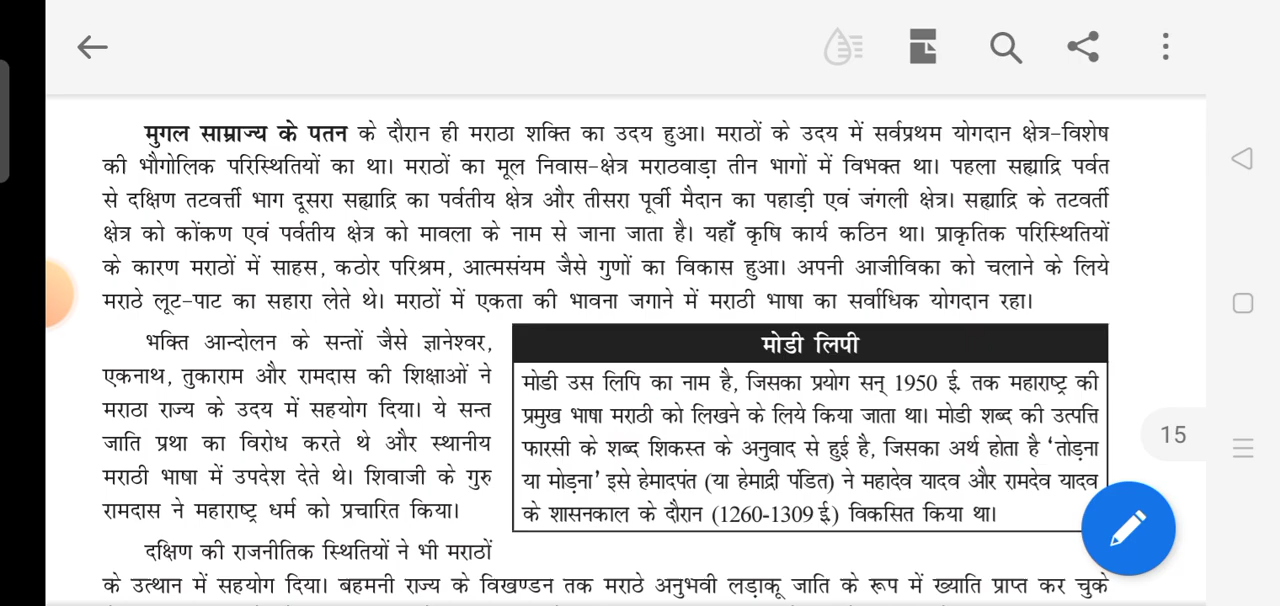 मुगल साम्राज्य के पतन के दौरान ही मराठा शक्ति का उदय हुआ। मराठों के उदय में सर्वप्रथम योगदान क्षेत्र-विशेष
की भौगोलिक परिस्थितियों का था। मराठों का मूल निवास-क्षेत्र मराठवाड़ा तीन भागों में विभक्त था। पहला सह्याद्रि पर्वत
से दक्षिण तटवर्त्ती भाग दूसरा सह्याद्रि का पर्वतीय क्षेत्र और तीसरा पूर्वी मैदान का पहाड़ी एवं जंगली क्षेत्र। सह्याद्रि के तटवर्ती
क्षेत्र को कोंकण एवं पर्वतीय क्षेत्र को मावला के नाम से जाना जाता है। यहाँ कृषि कार्य कठिन था। प्राकृतिक परिस्थितियों
के कारण मराठों में साहस, कठोर परिश्रम, आत्मसंयम जैसे गुणों का विकास हुआ। अपनी आजीविका को चलाने के लिये
मराठे लूट-पाट का सहारा लेते थे। मराठों में एकता की भावना जगाने में मराठी भाषा का सर्वाधिक योगदान रहा।
भक्ति आन्दोलन के सन्तों जैसे ज्ञानेश्वर,
एकनाथ, तुकाराम और रामदास की शिक्षाओं ने
मराठा राज्य के उदय में सहयोग दिया। ये सन्त
जाति प्रथा का विरोध करते थे और स्थानीय
मराठी भाषा में उपदेश देते थे। शिवाजी के गुरु
रामदास ने महाराष्ट्र धर्म को प्रचारित किया।
मोडी लिपी
मोडी उस लिपि का नाम है, जिसका प्रयोग सन् 1950 ई. तक महाराष्ट्र की
प्रमुख भाषा मराठी को लिखने के लिये किया जाता था। मोडी शब्द की उत्पत्ति
फारसी के शब्द शिकस्त के अनुवाद से हुई है, जिसका अर्थ होता है ‘तोड़ना
या मोड़ना’ इसे हेमादपंत (या हेमाद्री पंडित) ने महादेव यादव और रामदेव यादव
के शासनकाल के दौरान (1260-1309 ई.) विकसित किया था।
15
दक्षिण की राजनीतिक स्थितियों ने भी मराठों
के उत्थान में सहयोग दिया। बहमनी राज्य के विखण्डन तक मराठे अनुभवी लड़ाकू जाति के रूप में ख्याति प्राप्त कर चुके